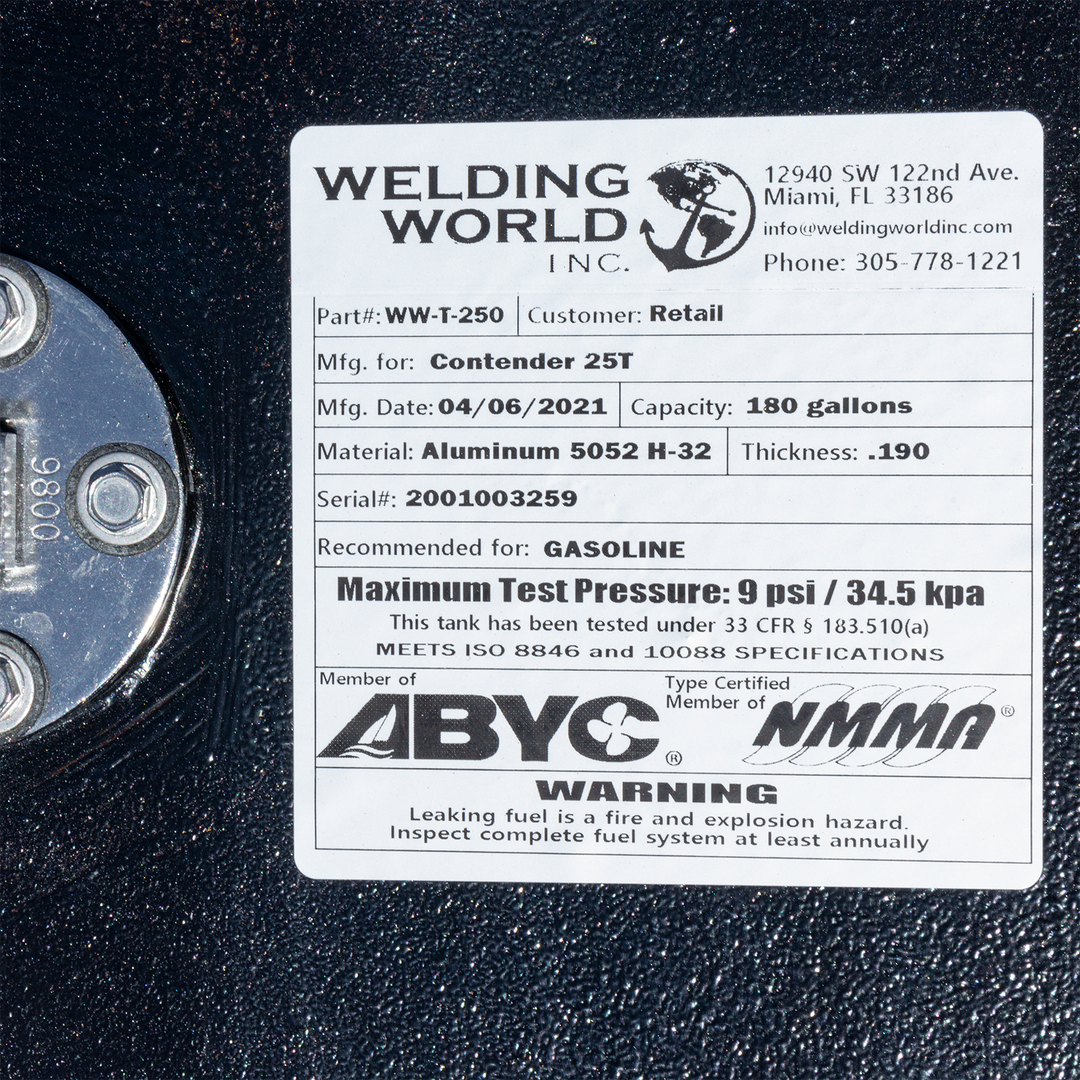 WELDING
WORLD
INC.
12940 SW 122nd Ave.
Miami, FL 33186
info@weldingworldinc.com
Phone: 305-778-1221
Part#: WW-T-250 Customer: Retail
Mfg. for: Contender 25T
Mfg. Date: 04/06/2021 Capacity: 180 gallons
Material: Aluminum 5052 H-32 Thickness: .190
Serial#: 2001003259
Recommended for: GASOLINE
Maximum Test Pressure: 9 psi / 34.5 kpa
This tank has been tested under 33 CFR § 183.510(a)
MEETS ISO 8846 and 10088 SPECIFICATIONS
Member of
ABYC®
Type Certified
Member of
NMMA®
WARNING
Leaking fuel is a fire and explosion hazard.
Inspect complete fuel system at least annually
9800